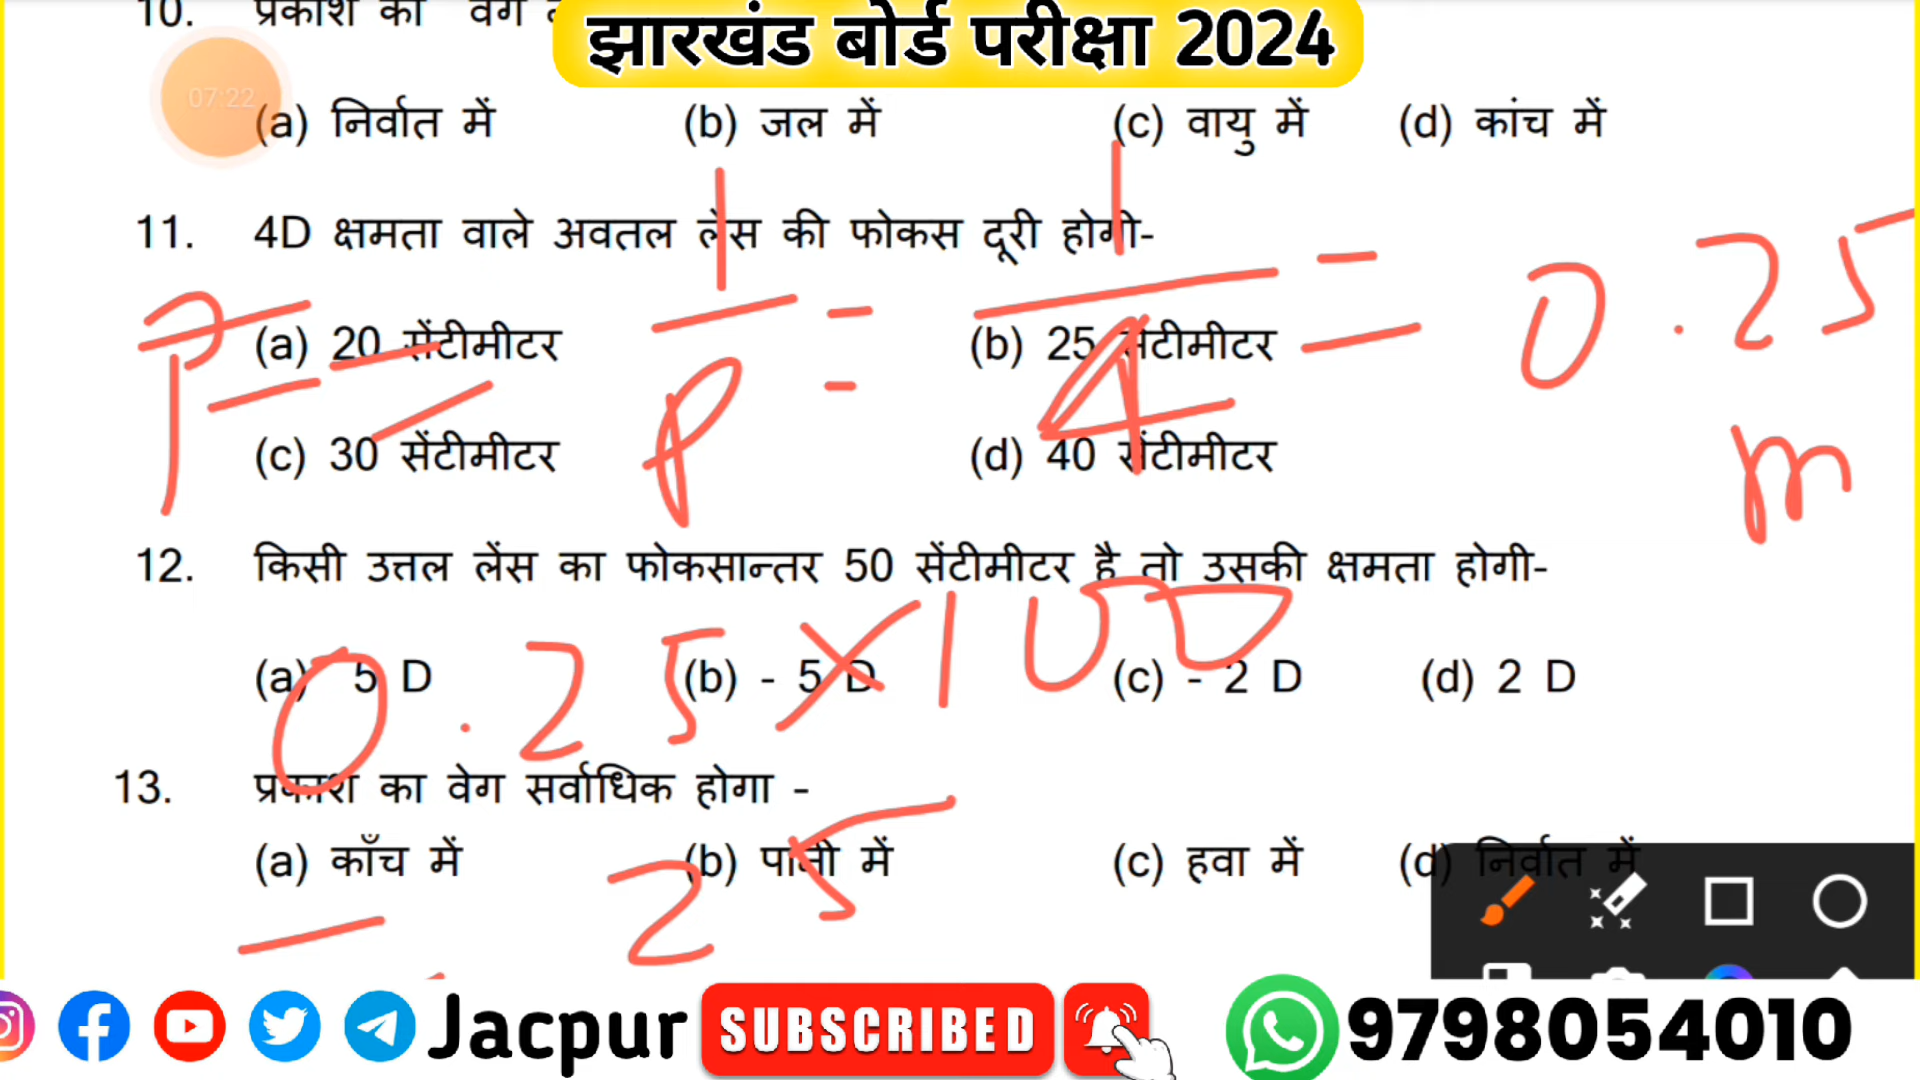 10. प्रकाश का वेग
झारखंड बोर्ड परीक्षा 2024
07:22
(a) निर्वात में (b) जल में (c) वायु में (d) कांच में
11. 4D क्षमता वाले अवतल लेंस की फोकस दूरी होगी-
(a) 20 सेंटीमीटर (b) 25 सेंटीमीटर
(c) 30 सेंटीमीटर (d) 40 सेंटीमीटर
P = 1/P = 1/4 = 0.25 m
12. किसी उत्तल लेंस का फोकसान्तर 50 सेंटीमीटर है तो उसकी क्षमता होगी-
(a) 5 D (b) - 5 D (c) - 2 D (d) 2 D
0.25 × 100
13. प्रकाश का वेग सर्वाधिक होगा -
(a) काँच में (b) पानी में (c) हवा में (d) निर्वात में
25
Jacpur SUBSCRIBED 9798054010